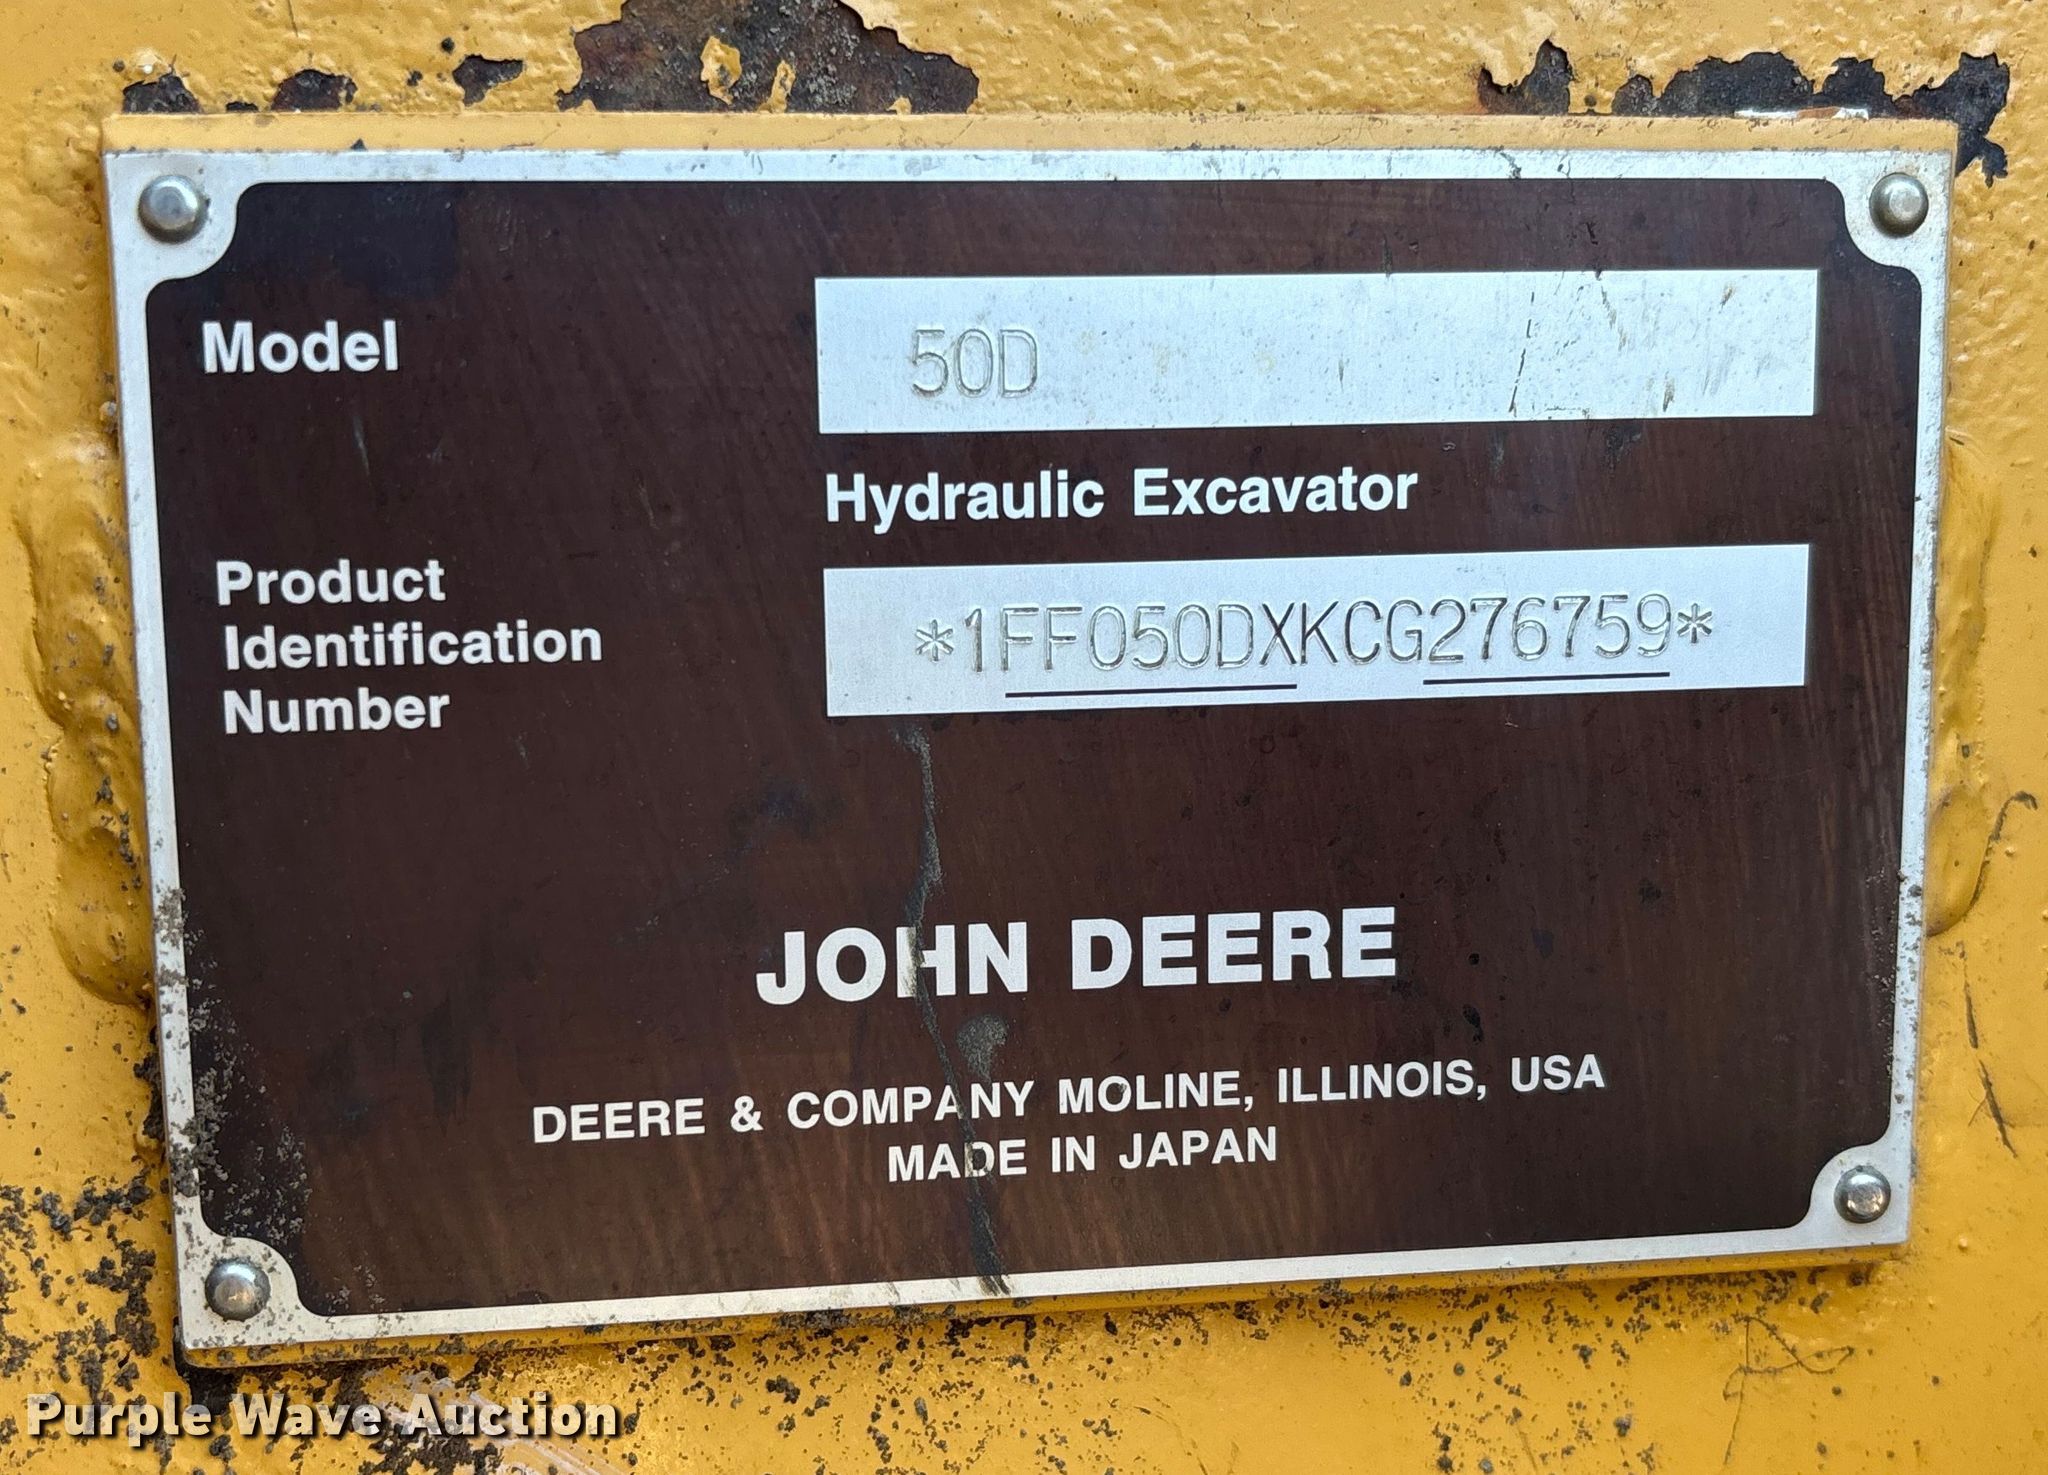 Model 50D
Hydraulic Excavator
Product
Identification
Number
*1FF050DXKCG276759*
JOHN DEERE
DEERE & COMPANY MOLINE, ILLINOIS, USA
MADE IN JAPAN
Purple Wave Auction